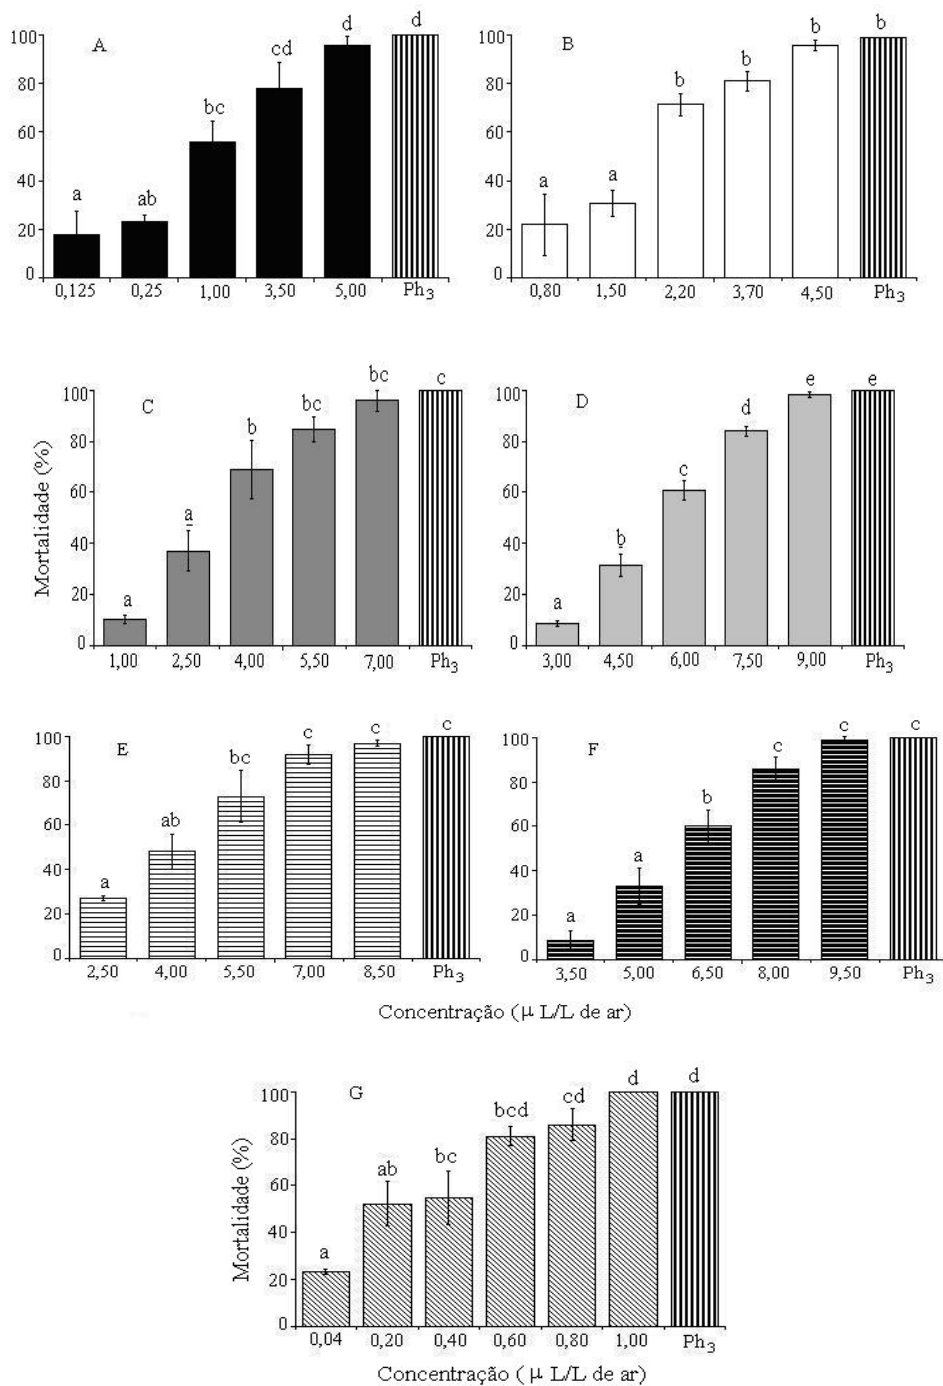 A
a ab bc cd d d
100
80
60
40
20
0
0,125 0,25 1,00 3,50 5,00 Ph3
B
a a b b b b
100
80
60
40
20
0
0,80 1,50 2,20 3,70 4,50 Ph3
Mortalidade (%)
C
a a b bc bc c
100
80
60
40
20
0
1,00 2,50 4,00 5,50 7,00 Ph3
D
a b c d e e
100
80
60
40
20
0
3,00 4,50 6,00 7,50 9,00 Ph3
E
a ab bc c c c
100
80
60
40
20
0
2,50 4,00 5,50 7,00 8,50 Ph3
F
a a b c c c
100
80
60
40
20
0
3,50 5,00 6,50 8,00 9,50 Ph3
Concentração (μ L/L de ar)
G
a ab bc bcd cd d d
Mortalidade (%)
100
80
60
40
20
0
0,04 0,20 0,40 0,60 0,80 1,00 Ph3
Concentração ( μ L/L de ar)